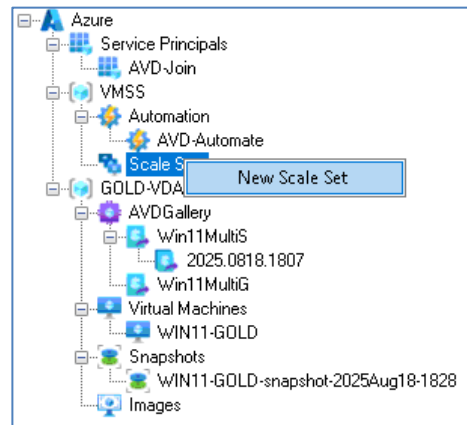 Azure
Service Principals
AVD-Join
VMSS
Automation
AVD-Automate
Scale S
New Scale Set
GOLD-VDA
AVDGallery
Win11MultiS
2025.0818.1807
Win11MultiG
Virtual Machines
WIN11-GOLD
Snapshots
WIN11-GOLD-snapshot-2025Aug18-1828
Images